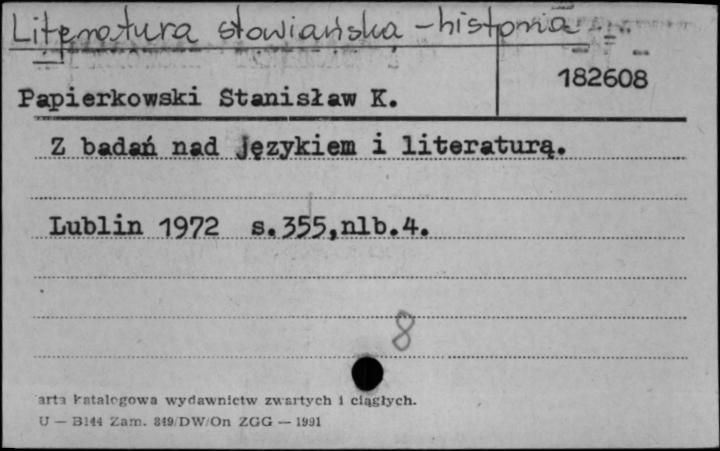 Literatura słowiańska - historia
182608
Papierkowski Stanisław K.
Z badań nad językiem i literaturą.
Lublin 1972 s.355,nlb.4.
8
arta katalogowa wydawnictw zwartych i ciągłych.
U — B144 Zam. 849/DW/On ZGG — 1991